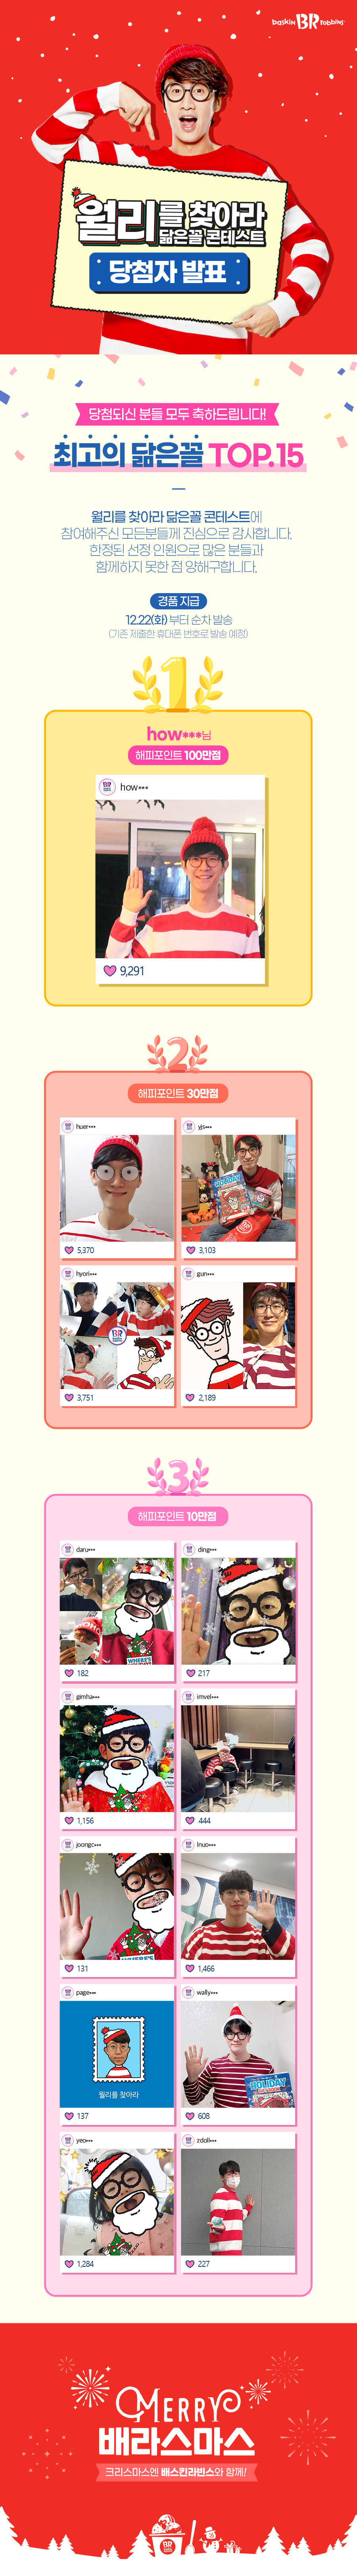 baskin BR robbins
월리를 찾아라
닮은꼴 콘테스트
당첨자 발표
당첨되신 분들 모두 축하드립니다!
최고의 닮은꼴 TOP.15
월리를 찾아라 닮은꼴 콘테스트에
참여해주신 모든분들께 진심으로 감사합니다.
한정된 선정 인원으로 많은 분들과
함께하지 못한 점 양해구합니다.
경품 지급
12.22(화) 부터 순차 발송
(기존 제출한 휴대폰 번호로 발송 예정)
1
how***님
해피포인트 100만점
how***
9,291
2
해피포인트 30만점
huer***
yjs***
HOLIDAY
5,370
3,103
hyori***
gun***
BR
3,751
2,189
3
해피포인트 10만점
daru***
ding***
WHERE'S
182
217
gimha***
imvel***
1,156
444
joongc***
lnuo***
WHERE'S
131
1,466
page***
wally***
월리를 찾아라
HOLIDAY
137
608
yeo***
zdoll***
1,284
227
MERRY
배라스마스
크리스마스엔 배스킨라빈스와 함께!
BR